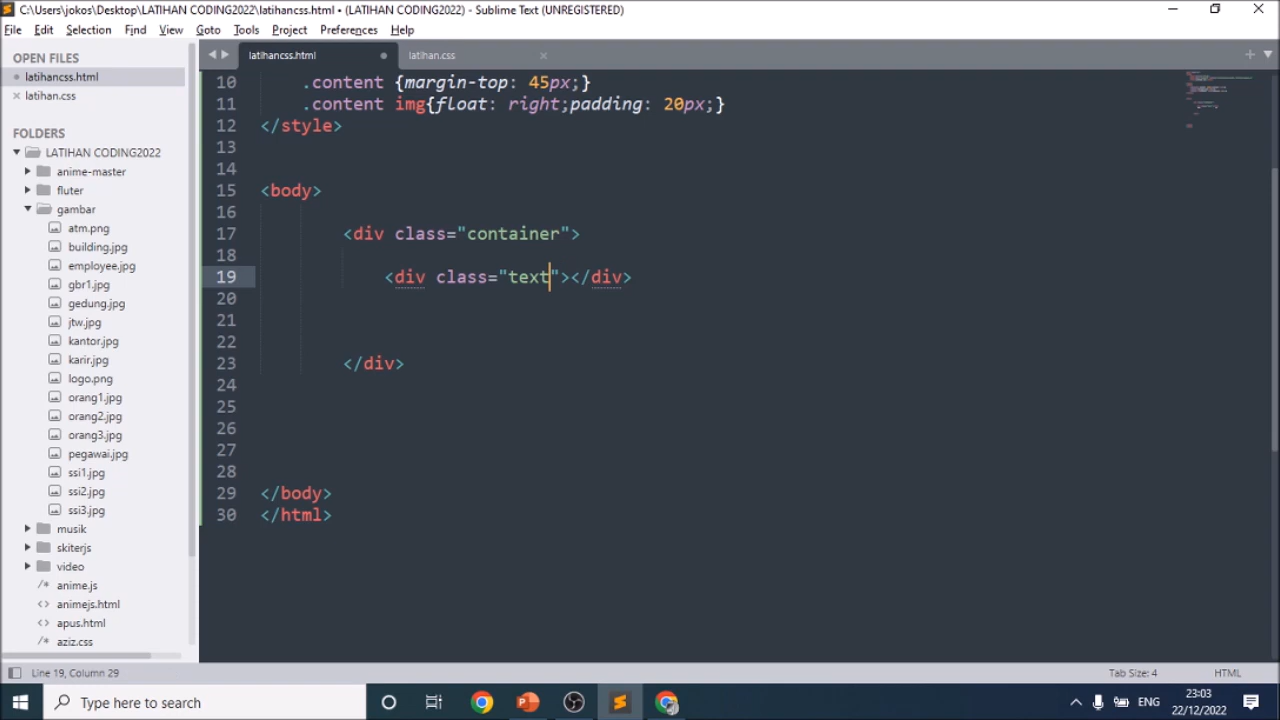 C:\Users\jokos\Desktop\LATIHAN CODING2022\latihancss.html • (LATIHAN CODING2022) - Sublime Text (UNREGISTERED)
File Edit Selection Find View Goto Tools Project Preferences Help
OPEN FILES
latihancss.html
latihan.css
FOLDERS
LATIHAN CODING2022
anime-master
fluter
gambar
atm.png
building.jpg
employee.jpg
gbr1.jpg
gedung.jpg
jtw.jpg
kantor.jpg
karir.jpg
logo.png
orang1.jpg
orang2.jpg
orang3.jpg
pegawai.jpg
ssi1.jpg
ssi2.jpg
ssi3.jpg
musik
skiterjs
video
/* anime.js
<> animejs.html
<> apus.html
/* aziz.css
latihancss.html latihan.css
10 .content {margin-top: 45px;}
11 .content img{float: right;padding: 20px;}
12 </style>
13
14
15 <body>
16
17 <div class="container">
18
19 <div class="text"></div>
20
21
22
23 </div>
24
25
26
27
28
29 </body>
30 </html>
Line 19, Column 29 Tab Size: 4 HTML
Type here to search
ENG
23:03
22/12/2022